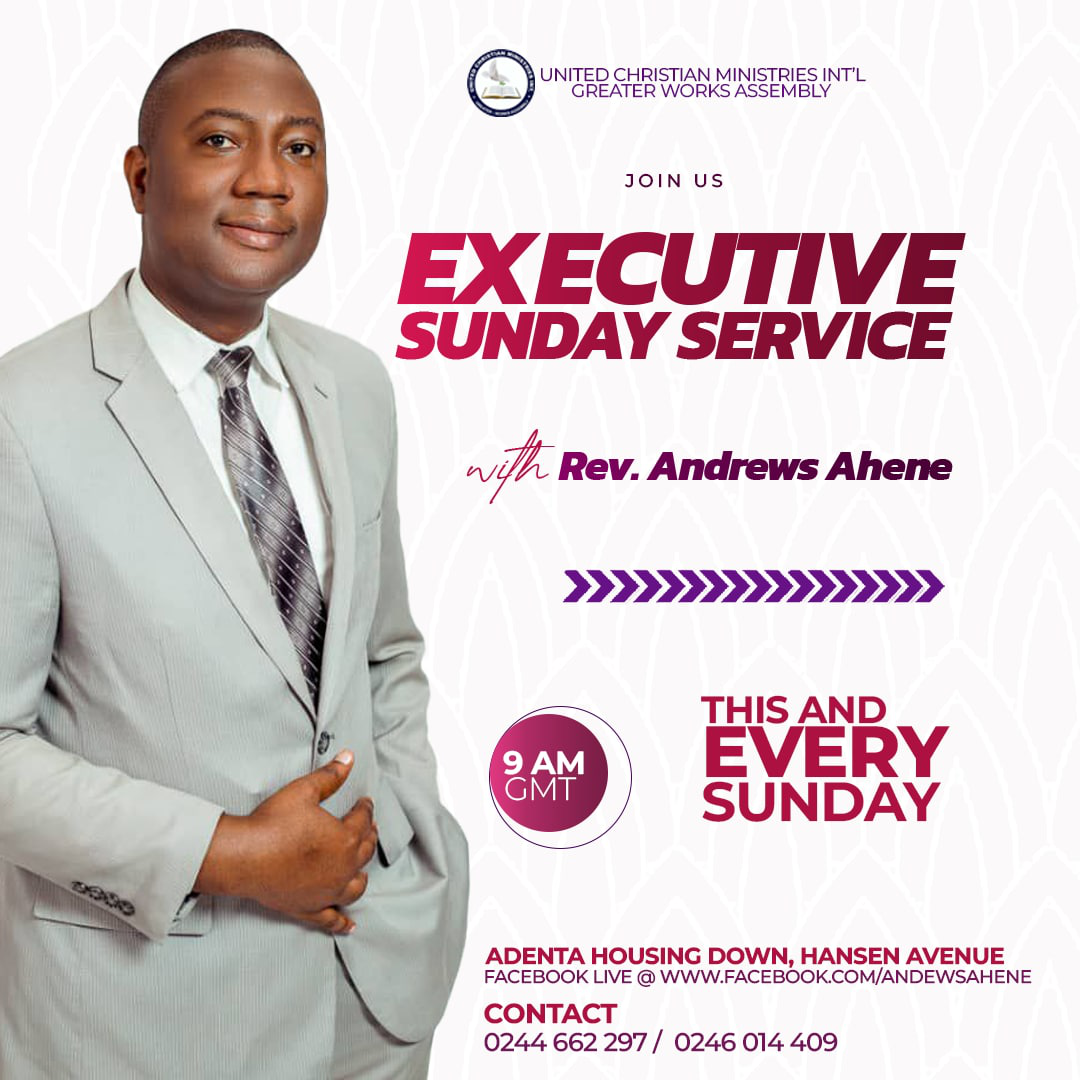 UNITED CHRISTIAN MINISTRIES INT'L
GREATER WORKS ASSEMBLY
JOIN US
EXECUTIVE
SUNDAY SERVICE
with Rev. Andrews Ahene
9 AM
GMT
THIS AND
EVERY
SUNDAY
ADENTA HOUSING DOWN, HANSEN AVENUE
FACEBOOK LIVE @ WWW.FACEBOOK.COM/ANDEWSAHENE
CONTACT
0244 662 297 / 0246 014 409